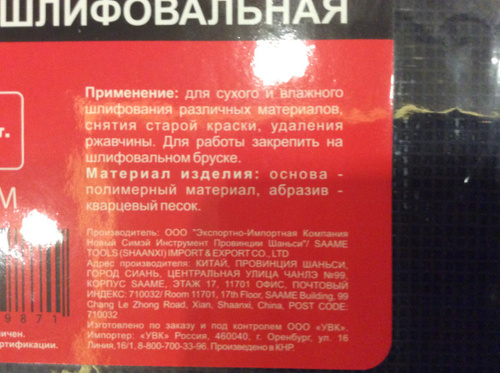 ШЛИФОВАЛЬНАЯ
Применение: для сухого и влажного
шлифования различных материалов,
снятия старой краски, удаления
ржавчины. Для работы закрепить на
шлифовальном бруске.
т.
Материал изделия: основа -
полимерный материал, абразив -
кварцевый песок.
М
Производитель: ООО "Экспортно-Импортная Компания
Новый Симэй Инструмент Провинции Шаньси"/ SAAME
TOOLS (SHAANXI) IMPORT & EXPORT CO., LTD
Адрес производителя: КИТАЙ, ПРОВИНЦИЯ ШАНЬСИ,
ГОРОД СИАНЬ, ЦЕНТРАЛЬНАЯ УЛИЦА ЧАНЛЭ №99,
КОРПУС SAAME, ЭТАЖ 17, 11701 ОФИС, ПОЧТОВЫЙ
ИНДЕКС: 710032/ Room 11701, 17th Floor, SAAME Building, 99
Chang Le Zhong Road, Xian, Shaanxi, China, POST CODE:
710032
9871
Изготовлено по заказу и под контролем ООО «УВК».
ичен.
Импортер: «УВК» Россия, 460040, г. Оренбург, ул. 16
ертификации.
Линия,16/1, 8-800-700-33-96. Произведено в КНР.